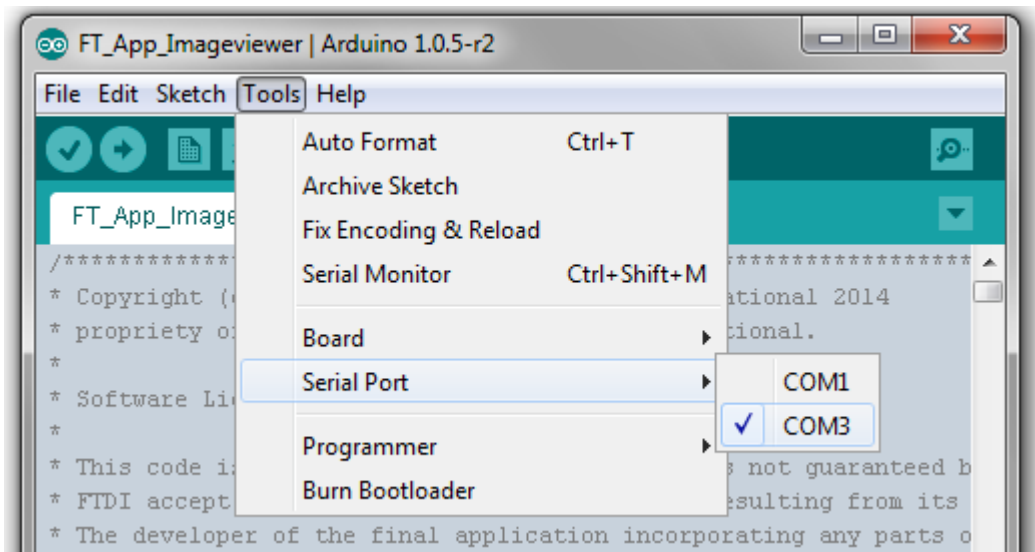 FT_App_Imageviewer | Arduino 1.0.5-r2
File Edit Sketch Tools Help
Auto Format Ctrl+T
Archive Sketch
FT_App_Image
Fix Encoding & Reload
/************* *******************
Serial Monitor Ctrl+Shift+M
* Copyright ( ational 2014
* propriety o tional.
Board
*
Serial Port COM1
* Software Li
COM3
*
Programmer
* This code i s not guaranteed b
Burn Bootloader
* FTDI accept esulting from its
* The developer of the final application incorporating any parts o